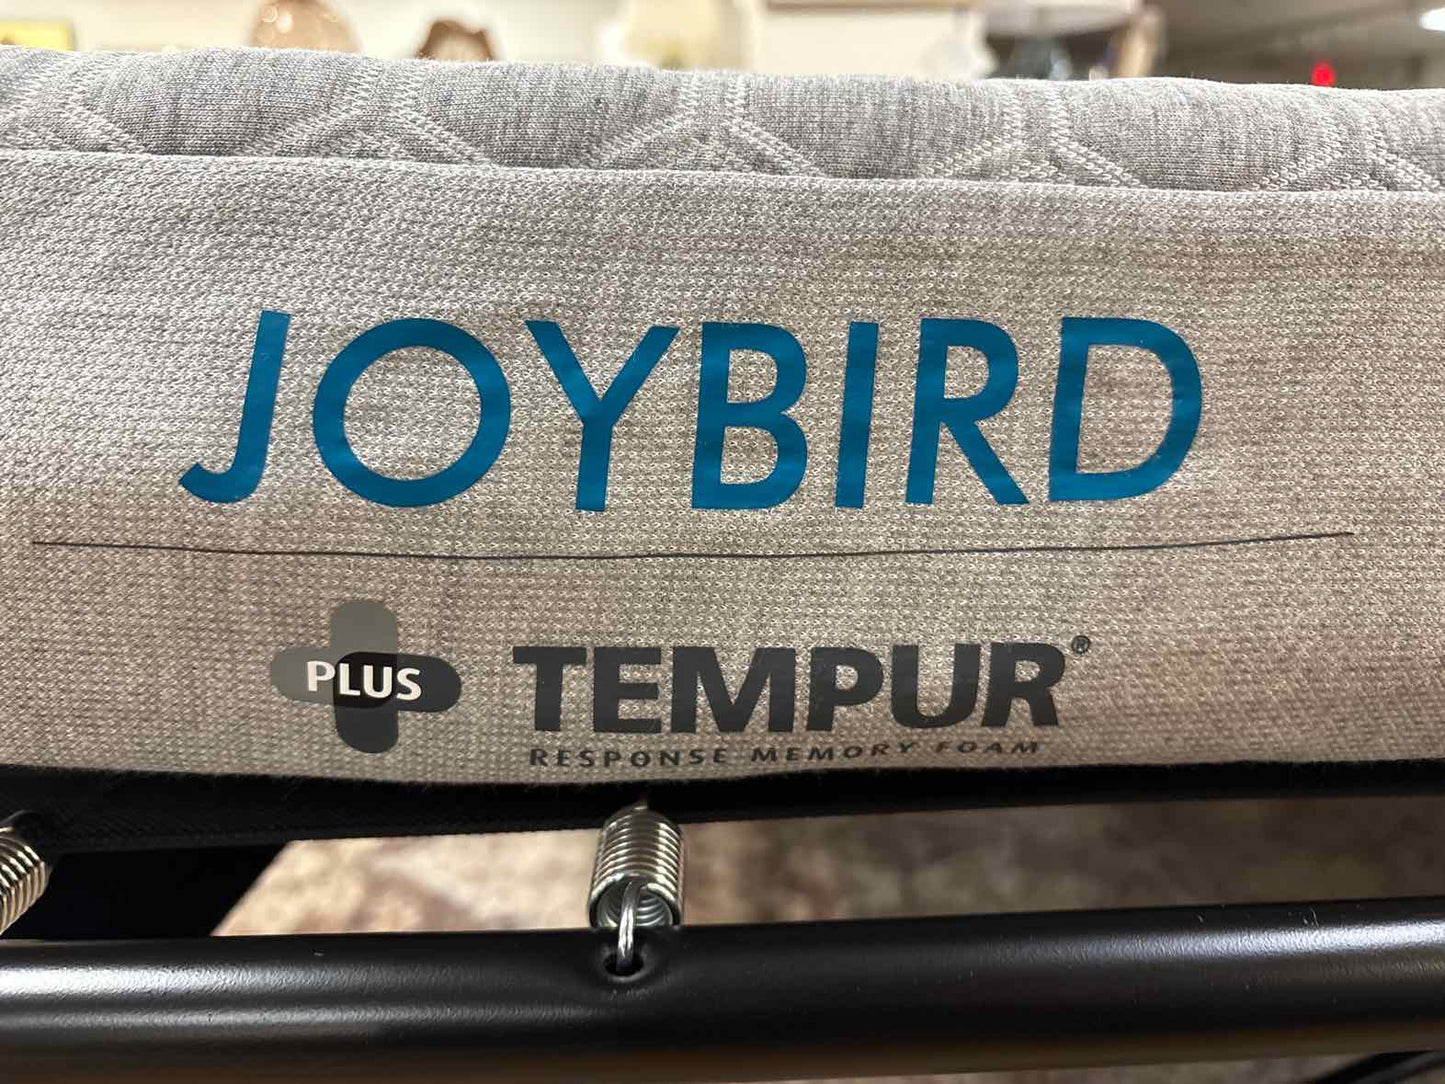 JOYBIRD
PLUS TEMPUR®
RESPONSE MEMORY FOAM